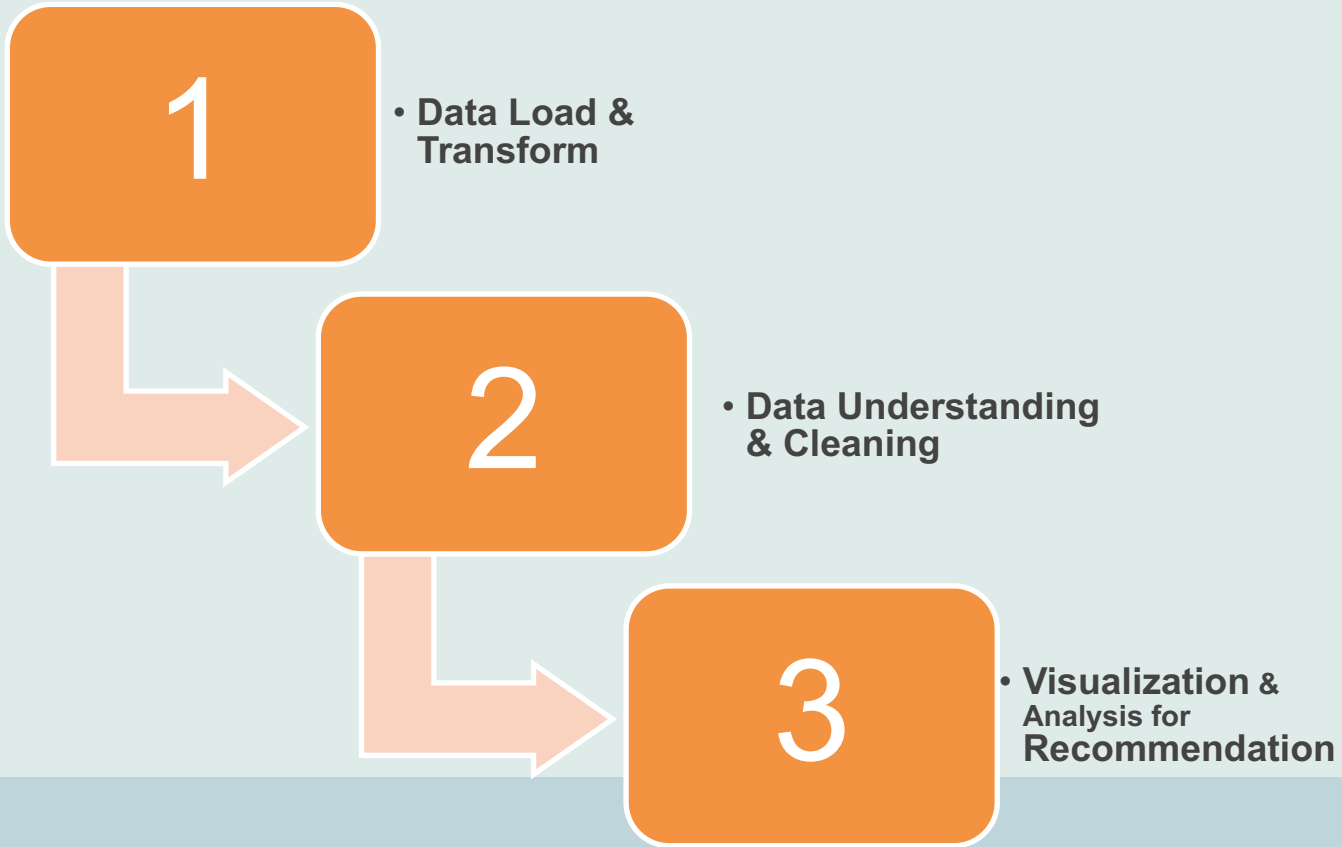 1
• Data Load &
Transform
2
• Data Understanding
& Cleaning
3
• Visualization &
Analysis for
Recommendation